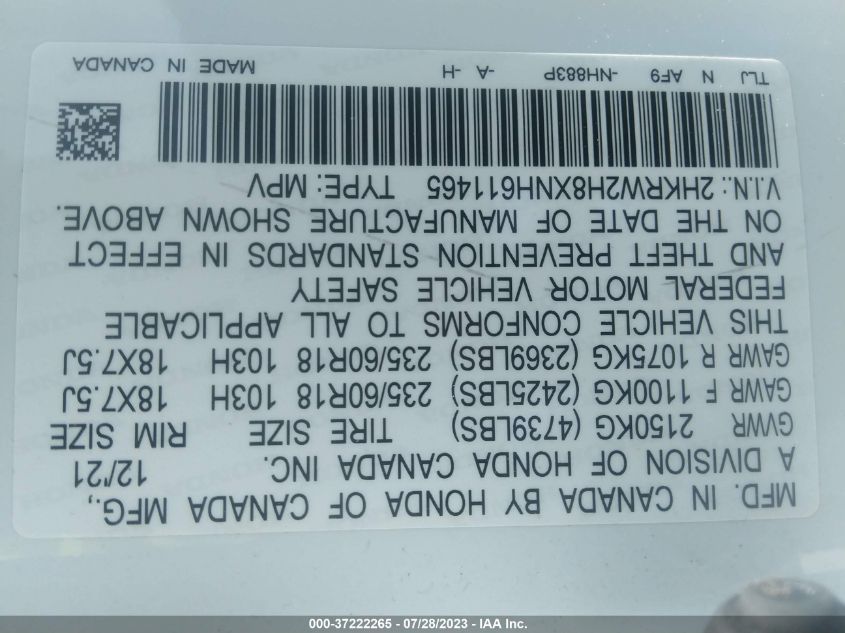 MFD. IN CANADA BY HONDA OF CANADA MFG.,
A DIVISION OF HONDA CANADA INC. 12/21
GVWR 2150KG (4739LBS) TIRE SIZE RIM SIZE
GAWR F 1100KG (2425LBS) 235/60R18 103H 18X7.5J
GAWR R 1075KG (2369LBS) 235/60R18 103H 18X7.5J
THIS VEHICLE CONFORMS TO ALL APPLICABLE
FEDERAL MOTOR VEHICLE SAFETY
AND THEFT PREVENTION STANDARDS IN EFFECT
ON THE DATE OF MANUFACTURE SHOWN ABOVE.
V.I.N.: 2HKRW2H8XNH611465 TYPE: MPV
TLJ N AF9 -NH883P -A -H MADE IN CANADA
000-37222265 - 07/28/2023 - IAA Inc.